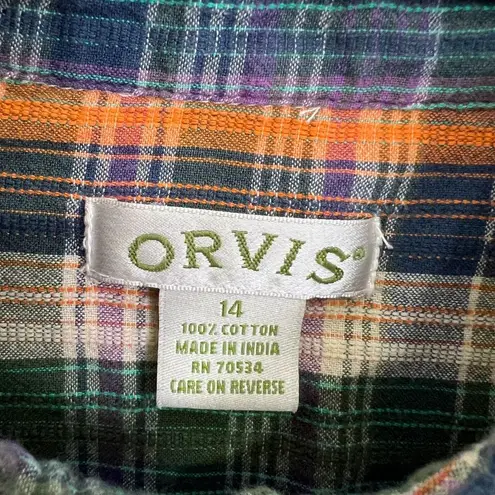 ORVIS®
14
100% COTTON
MADE IN INDIA
RN 70534
CARE ON REVERSE